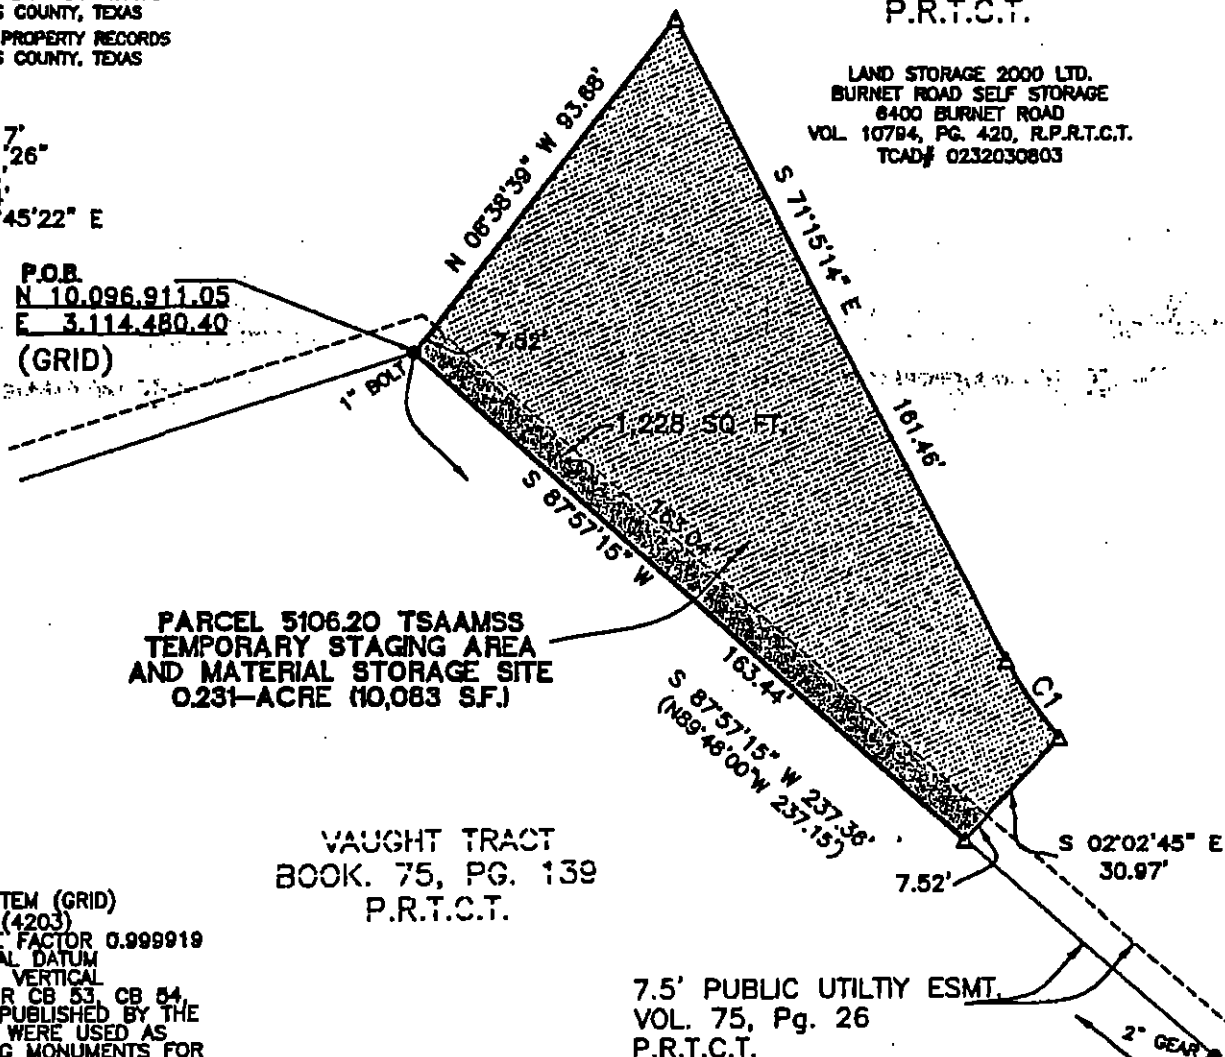 COUNTY, TEXAS
PROPERTY RECORDS
COUNTY, TEXAS
P.R.T.C.T.
LAND STORAGE 2000 LTD.
BURNET ROAD SELF STORAGE
6400 BURNET ROAD
VOL. 10794, PG. 420, R.P.R.T.C.T.
TCAD# 0232030803
7'
'26"
45'22" E
P.O.B.
N 10,096,911.05
E 3,114,480.40
(GRID)
N 08°38'39" W 93.68'
S 71°15'14" E
161.46'
7.52'
1" BOLT
1,228 SQ FT.
S 87°57'15" W
163.04'
163.44'
PARCEL 5106.20 TSAAMSS
TEMPORARY STAGING AREA
AND MATERIAL STORAGE SITE
0.231-ACRE (10,083 S.F.)
C1
S 87°57'15" W 237.36'
(N89°48'00"W 237.15')
S 02°02'45" E
30.97'
7.52'
VAUGHT TRACT
BOOK. 75, PG. 139
P.R.T.C.T.
TEM (GRID)
(4203)
FACTOR 0.999919
AL DATUM
VERTICAL
R CB 53, CB 54,
PUBLISHED BY THE
WERE USED AS
G MONUMENTS FOR
7.5' PUBLIC UTILTIY ESMT.
VOL. 75, Pg. 26
P.R.T.C.T.
2" GEAR